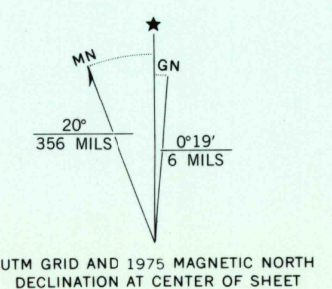 ★
MN
GN
20°
356 MILS
0°19′
6 MILS
UTM GRID AND 1975 MAGNETIC NORTH
DECLINATION AT CENTER OF SHEET